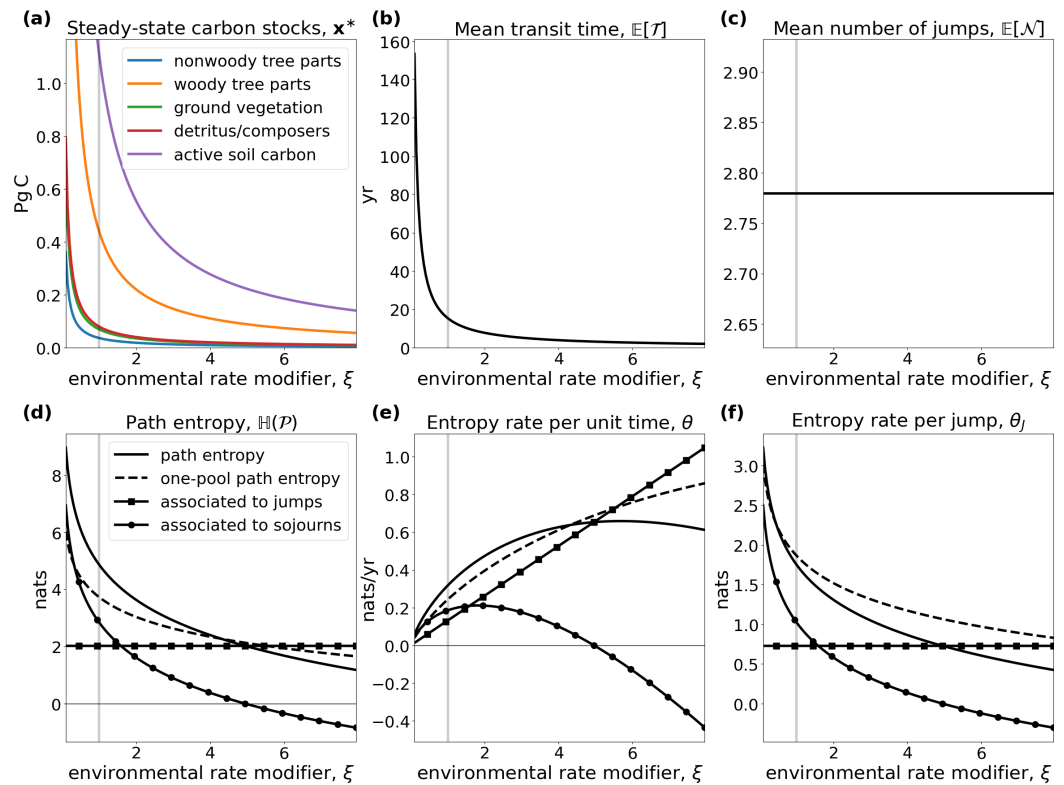 (a) Steady-state carbon stocks, x*
Pg C
1.0
0.8
0.6
0.4
0.2
0.0
nonwoody tree parts
woody tree parts
ground vegetation
detritus/composers
active soil carbon
2 4 6
environmental rate modifier, ξ
(b) Mean transit time, 𝔼[𝒯]
yr
160
140
120
100
80
60
40
20
0
2 4 6
environmental rate modifier, ξ
(c) Mean number of jumps, 𝔼[𝒩]
2.90
2.85
2.80
2.75
2.70
2.65
2 4 6
environmental rate modifier, ξ
(d) Path entropy, ℍ(𝒫)
nats
8
6
4
2
0
path entropy
one-pool path entropy
associated to jumps
associated to sojourns
2 4 6
environmental rate modifier, ξ
(e) Entropy rate per unit time, θ
nats/yr
1.0
0.8
0.6
0.4
0.2
0.0
−0.2
−0.4
2 4 6
environmental rate modifier, ξ
(f) Entropy rate per jump, θ_J
nats
3.0
2.5
2.0
1.5
1.0
0.5
0.0
2 4 6
environmental rate modifier, ξ